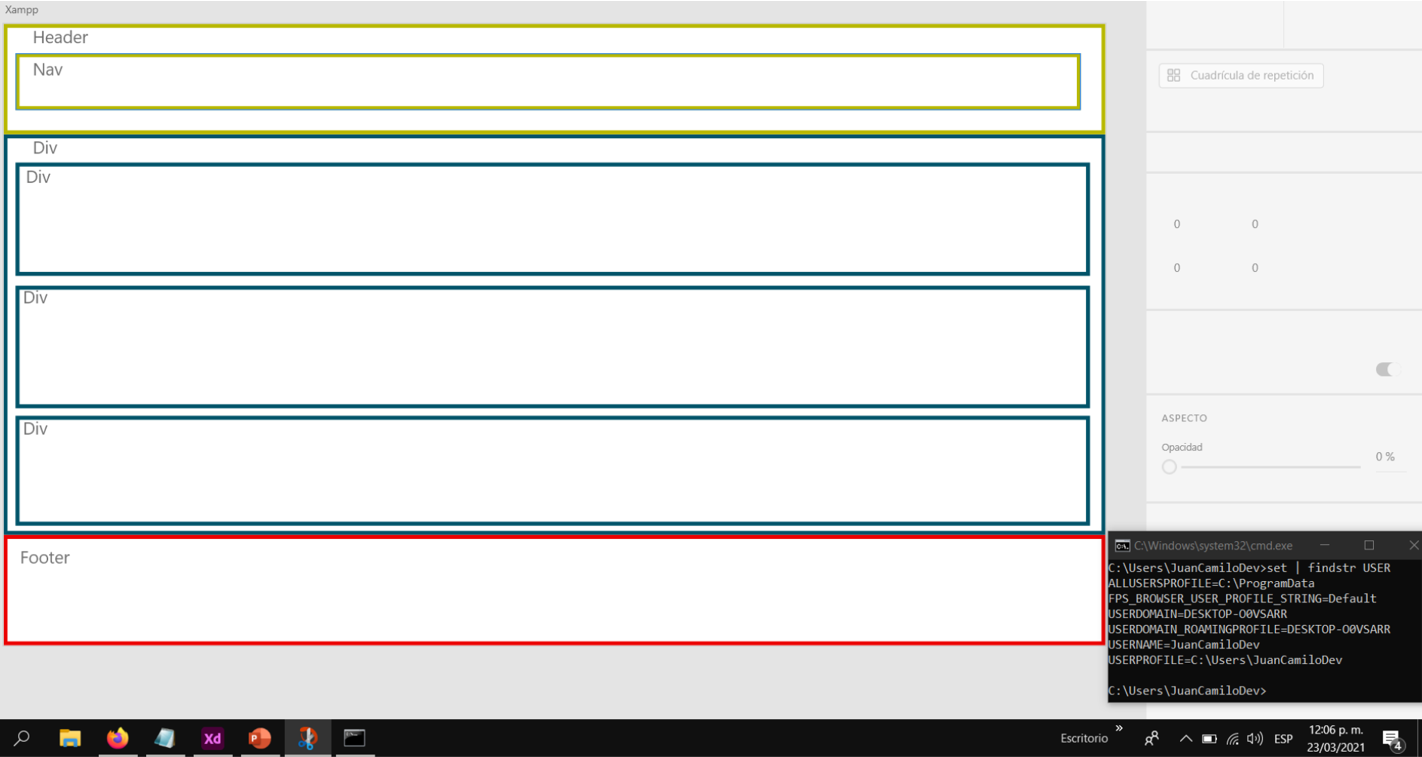 Xampp
Header
Nav
Div
Div
Div
Div
Footer
Cuadrícula de repetición
0 0
0 0
ASPECTO
Opacidad
0 %
C:\Windows\system32\cmd.exe
C:\Users\JuanCamiloDev>set | findstr USER
ALLUSERSPROFILE=C:\ProgramData
FPS_BROWSER_USER_PROFILE_STRING=Default
USERDOMAIN=DESKTOP-O0VSARR
USERDOMAIN_ROAMINGPROFILE=DESKTOP-O0VSARR
USERNAME=JuanCamiloDev
USERPROFILE=C:\Users\JuanCamiloDev
C:\Users\JuanCamiloDev>
Xd
P
Escritorio
ESP
12:06 p. m.
23/03/2021
4